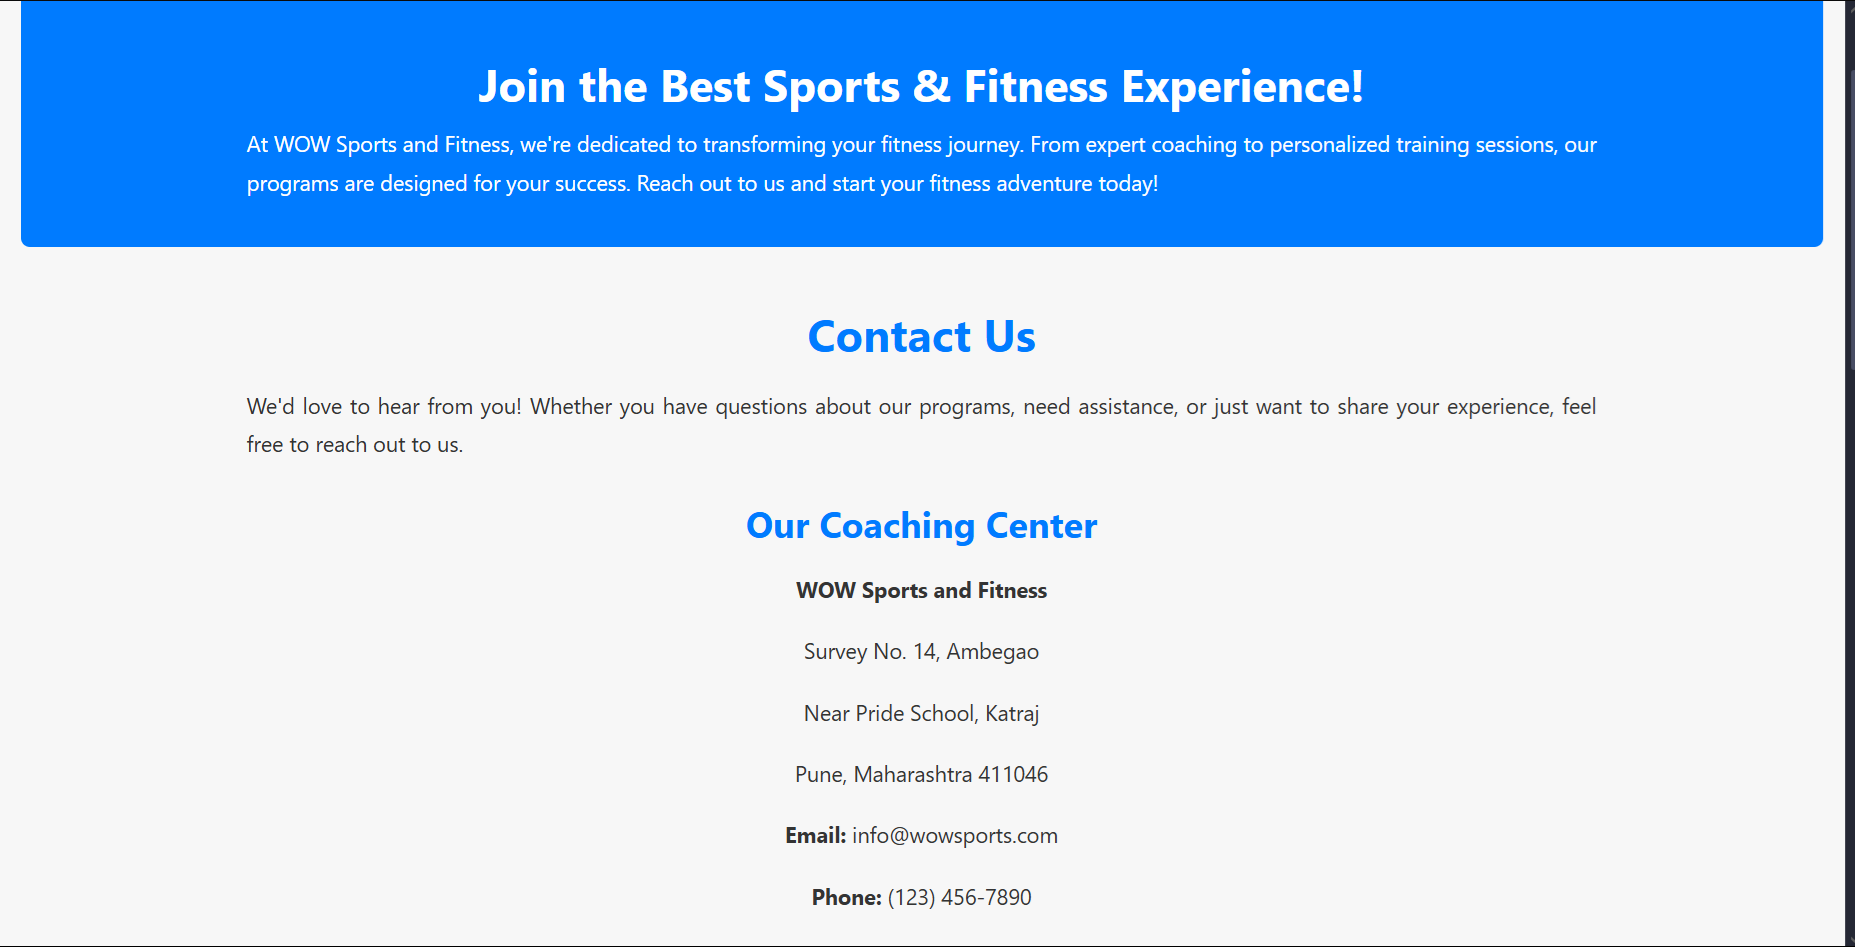 Join the Best Sports & Fitness Experience!
At WOW Sports and Fitness, we're dedicated to transforming your fitness journey. From expert coaching to personalized training sessions, our
programs are designed for your success. Reach out to us and start your fitness adventure today!
Contact Us
We'd love to hear from you! Whether you have questions about our programs, need assistance, or just want to share your experience, feel
free to reach out to us.
Our Coaching Center
WOW Sports and Fitness
Survey No. 14, Ambegao
Near Pride School, Katraj
Pune, Maharashtra 411046
Email: info@wowsports.com
Phone: (123) 456-7890